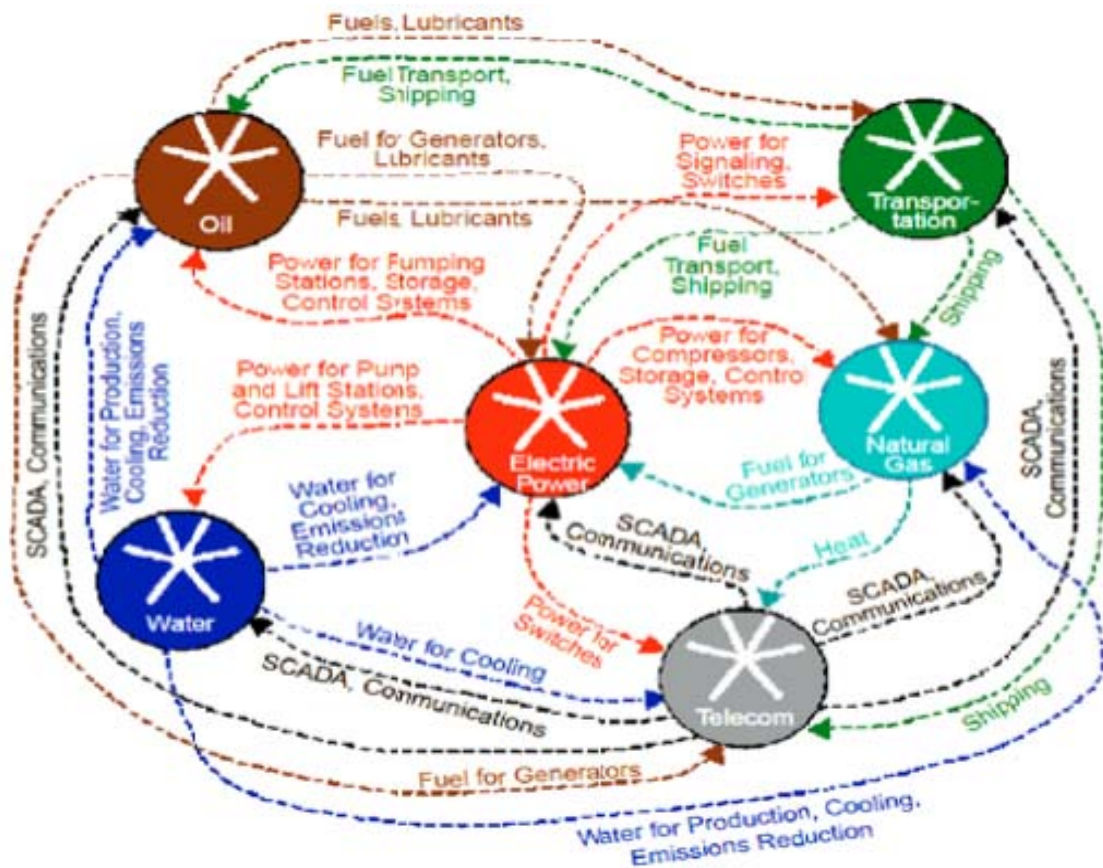 Fuels, Lubricants
Fuel Transport,
Shipping
Fuel for Generators,
Lubricants
Power for
Signaling,
Switches
Oil
Transpor-
tation
Fuels, Lubricants
Fuel
Transport,
Shipping
Shipping
Power for Pumping
Stations, Storage,
Control Systems
Power for
Compressors,
Storage, Control
Systems
Power for Pump
and Lift Stations,
Control Systems
SCADA, Communications
Water for Production,
Cooling, Emissions
Reduction
SCADA,
Communications
Electric
Power
Natural
Gas
Fuel for
Generators
Water for
Cooling,
Emissions
Reduction
SCADA,
Communications
Heat
SCADA,
Communications
Water
Power for
Switches
Water for Cooling
SCADA, Communications
Telecom
Shipping
Fuel for Generators
Water for Production, Cooling,
Emissions Reduction